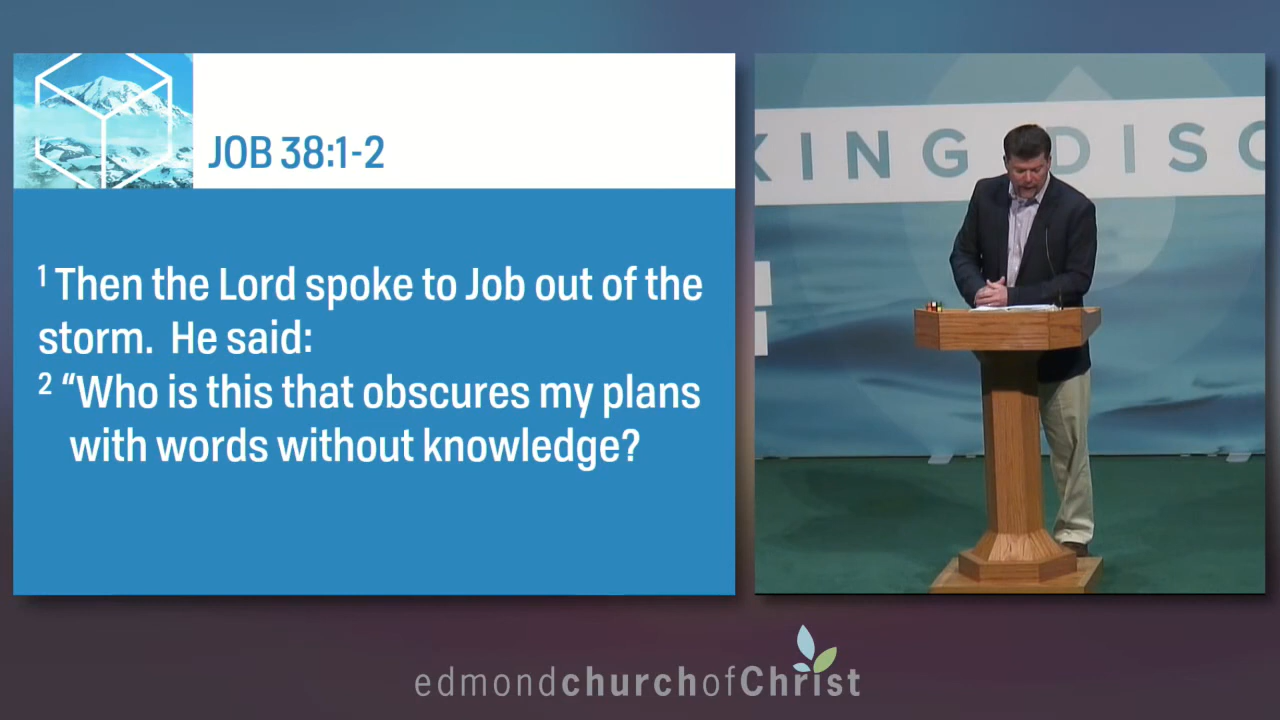 JOB 38:1-2
1 Then the Lord spoke to Job out of the
storm.  He said:
2 “Who is this that obscures my plans
with words without knowledge?
KING DISC
edmondchurchofChrist